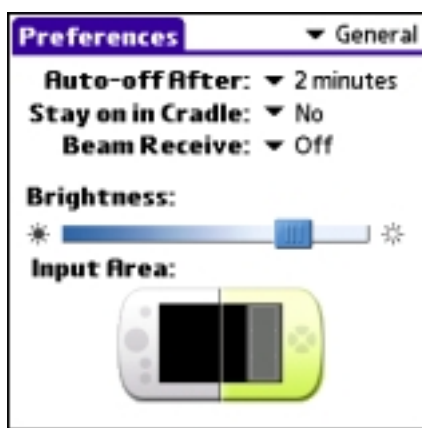 Preferences General
Auto-off After: 2 minutes
Stay on in Cradle: No
Beam Receive: Off
Brightness:
Input Area: